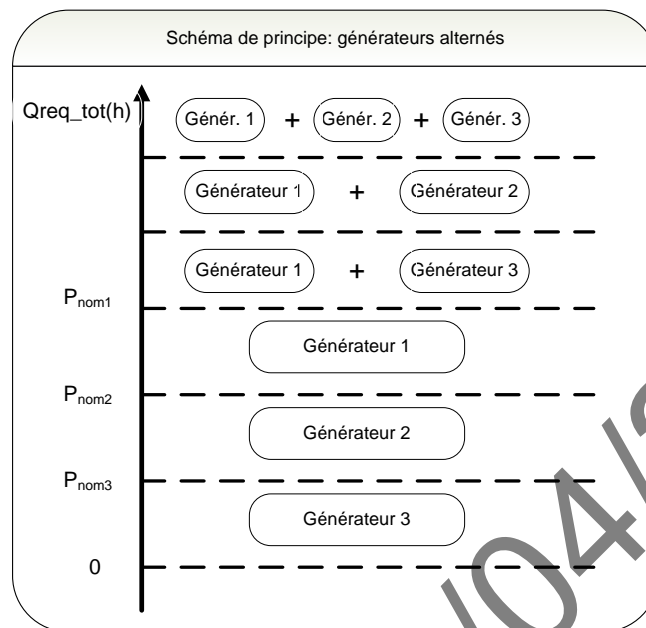 Schéma de principe: générateurs alternés
Qreq_tot(h)
Génér. 1 + Génér. 2 + Génér. 3
Générateur 1 + Générateur 2
Générateur 1 + Générateur 3
Pnom1
Générateur 1
Pnom2
Générateur 2
Pnom3
Générateur 3
0
/04/